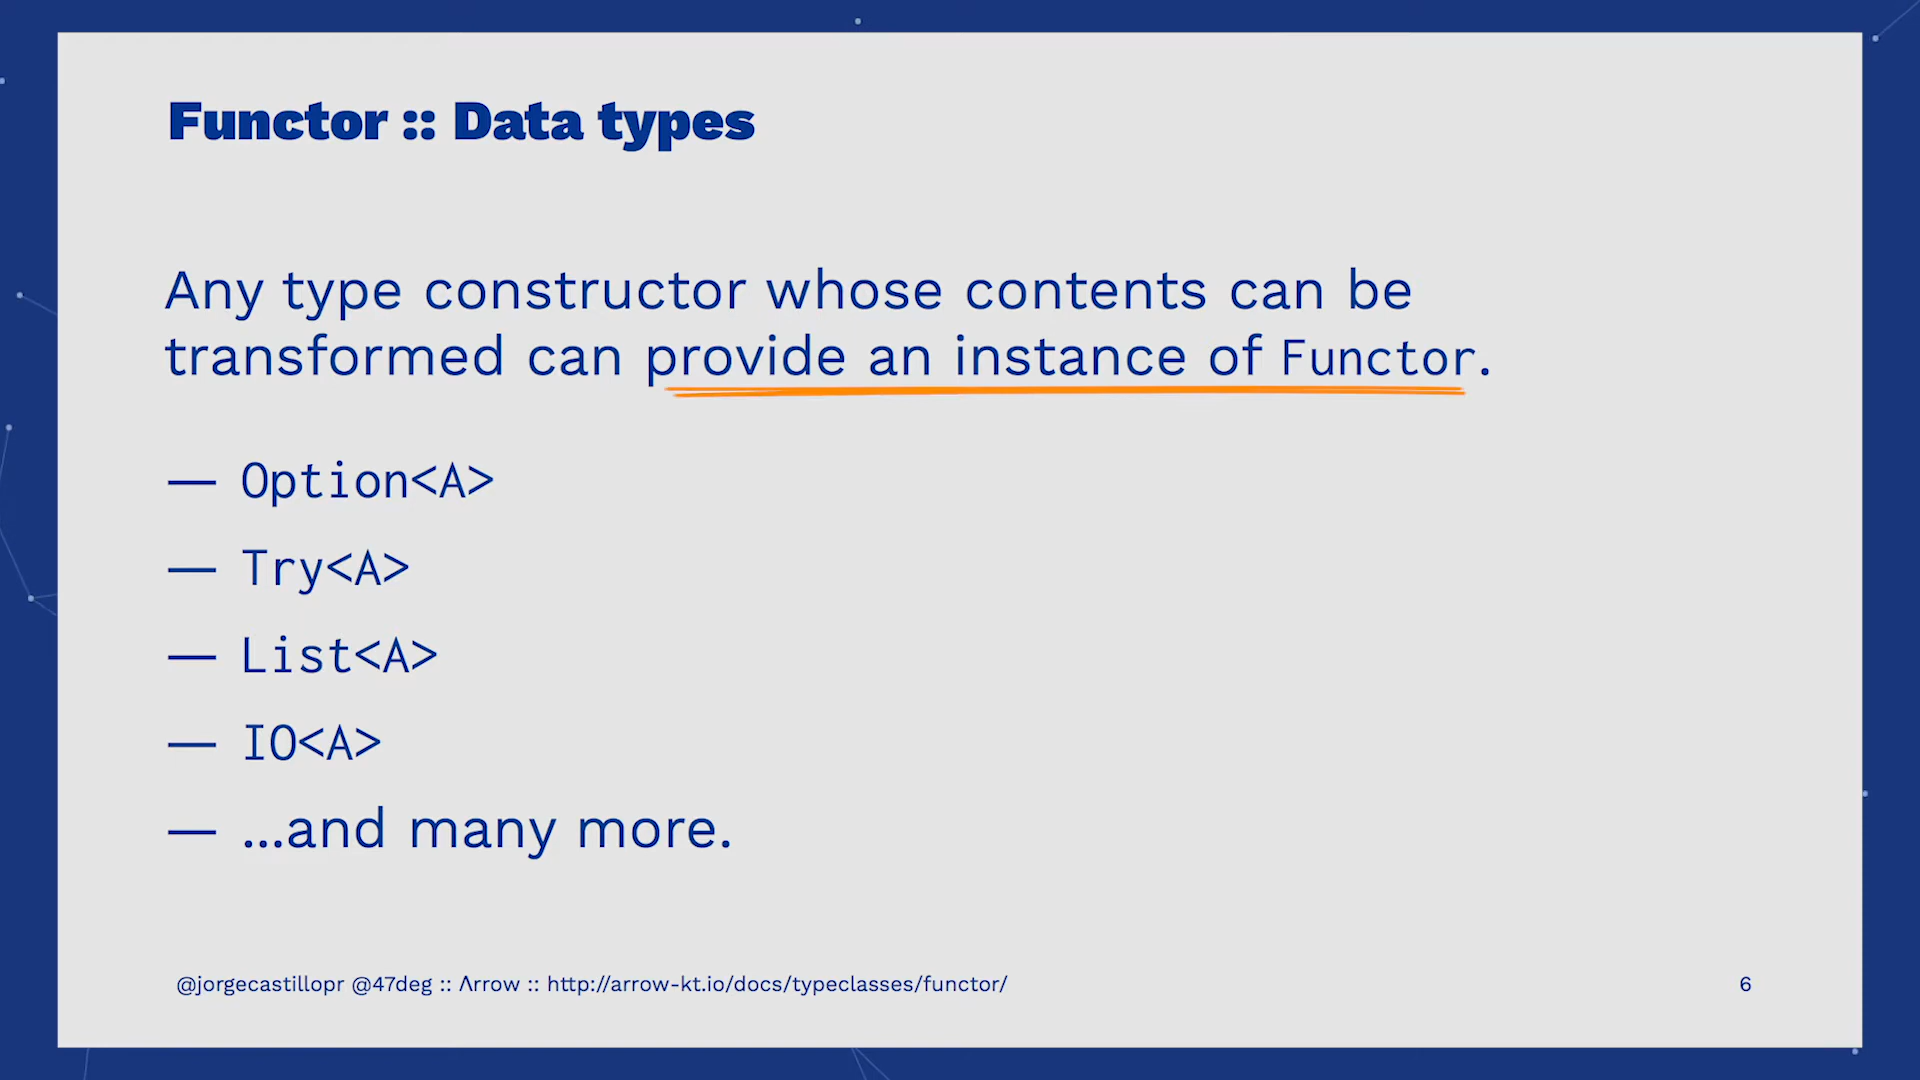 Functor :: Data types
Any type constructor whose contents can be
transformed can provide an instance of Functor.
— Option<A>
— Try<A>
— List<A>
— IO<A>
— …and many more.
@jorgecastillopr @47deg :: Λrrow :: http://arrow-kt.io/docs/typeclasses/functor/
6